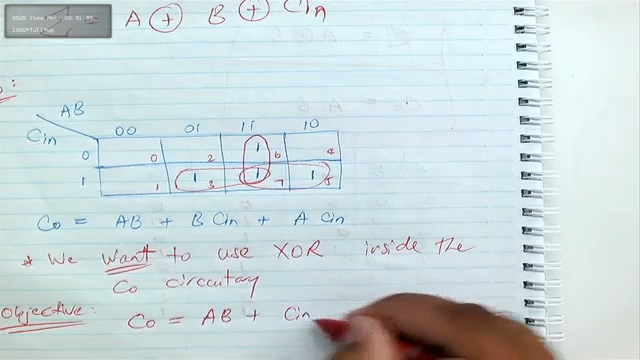 = A ⊕ B ⊕ Cin
AB
Cin
00 01 11 10
0 0 2 1 6 4
1 1 1 3 1 7 1 5
Co = AB + B Cin + A Cin
* We want to use XOR inside the
Co circuitary
Objective: Co = AB + Cin